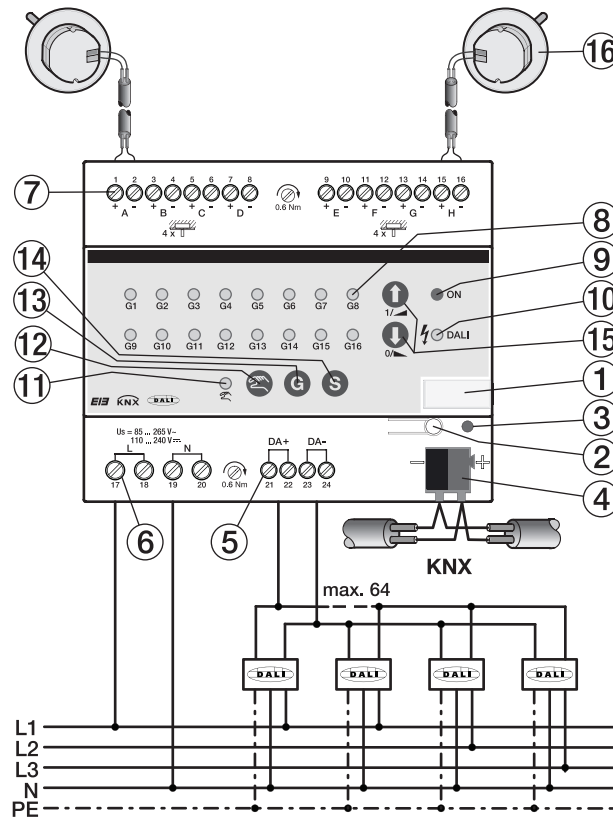 16
1 2 3 4 5 6 7 8 9 10 11 12 13 14 15 16
7
+ A - + B - + C - + D - 0.6 Nm + E - + F - + G - + H -
4 x 4 x
8
14
9
G1 G2 G3 G4 G5 G6 G7 G8 1/ ON
13
10
12
G9 G10 G11 G12 G13 G14 G15 G16 0/ DALI
15
11
G S
1
EIB KNX DALI
3
Us = 85 ... 265 V~
110 ... 240 V
2
L N DA+ DA-
- +
4
17 18 19 20 0.6 Nm 21 22 23 24
6 5
KNX
max. 64
DALI DALI DALI DALI
L1
L2
L3
N
PE